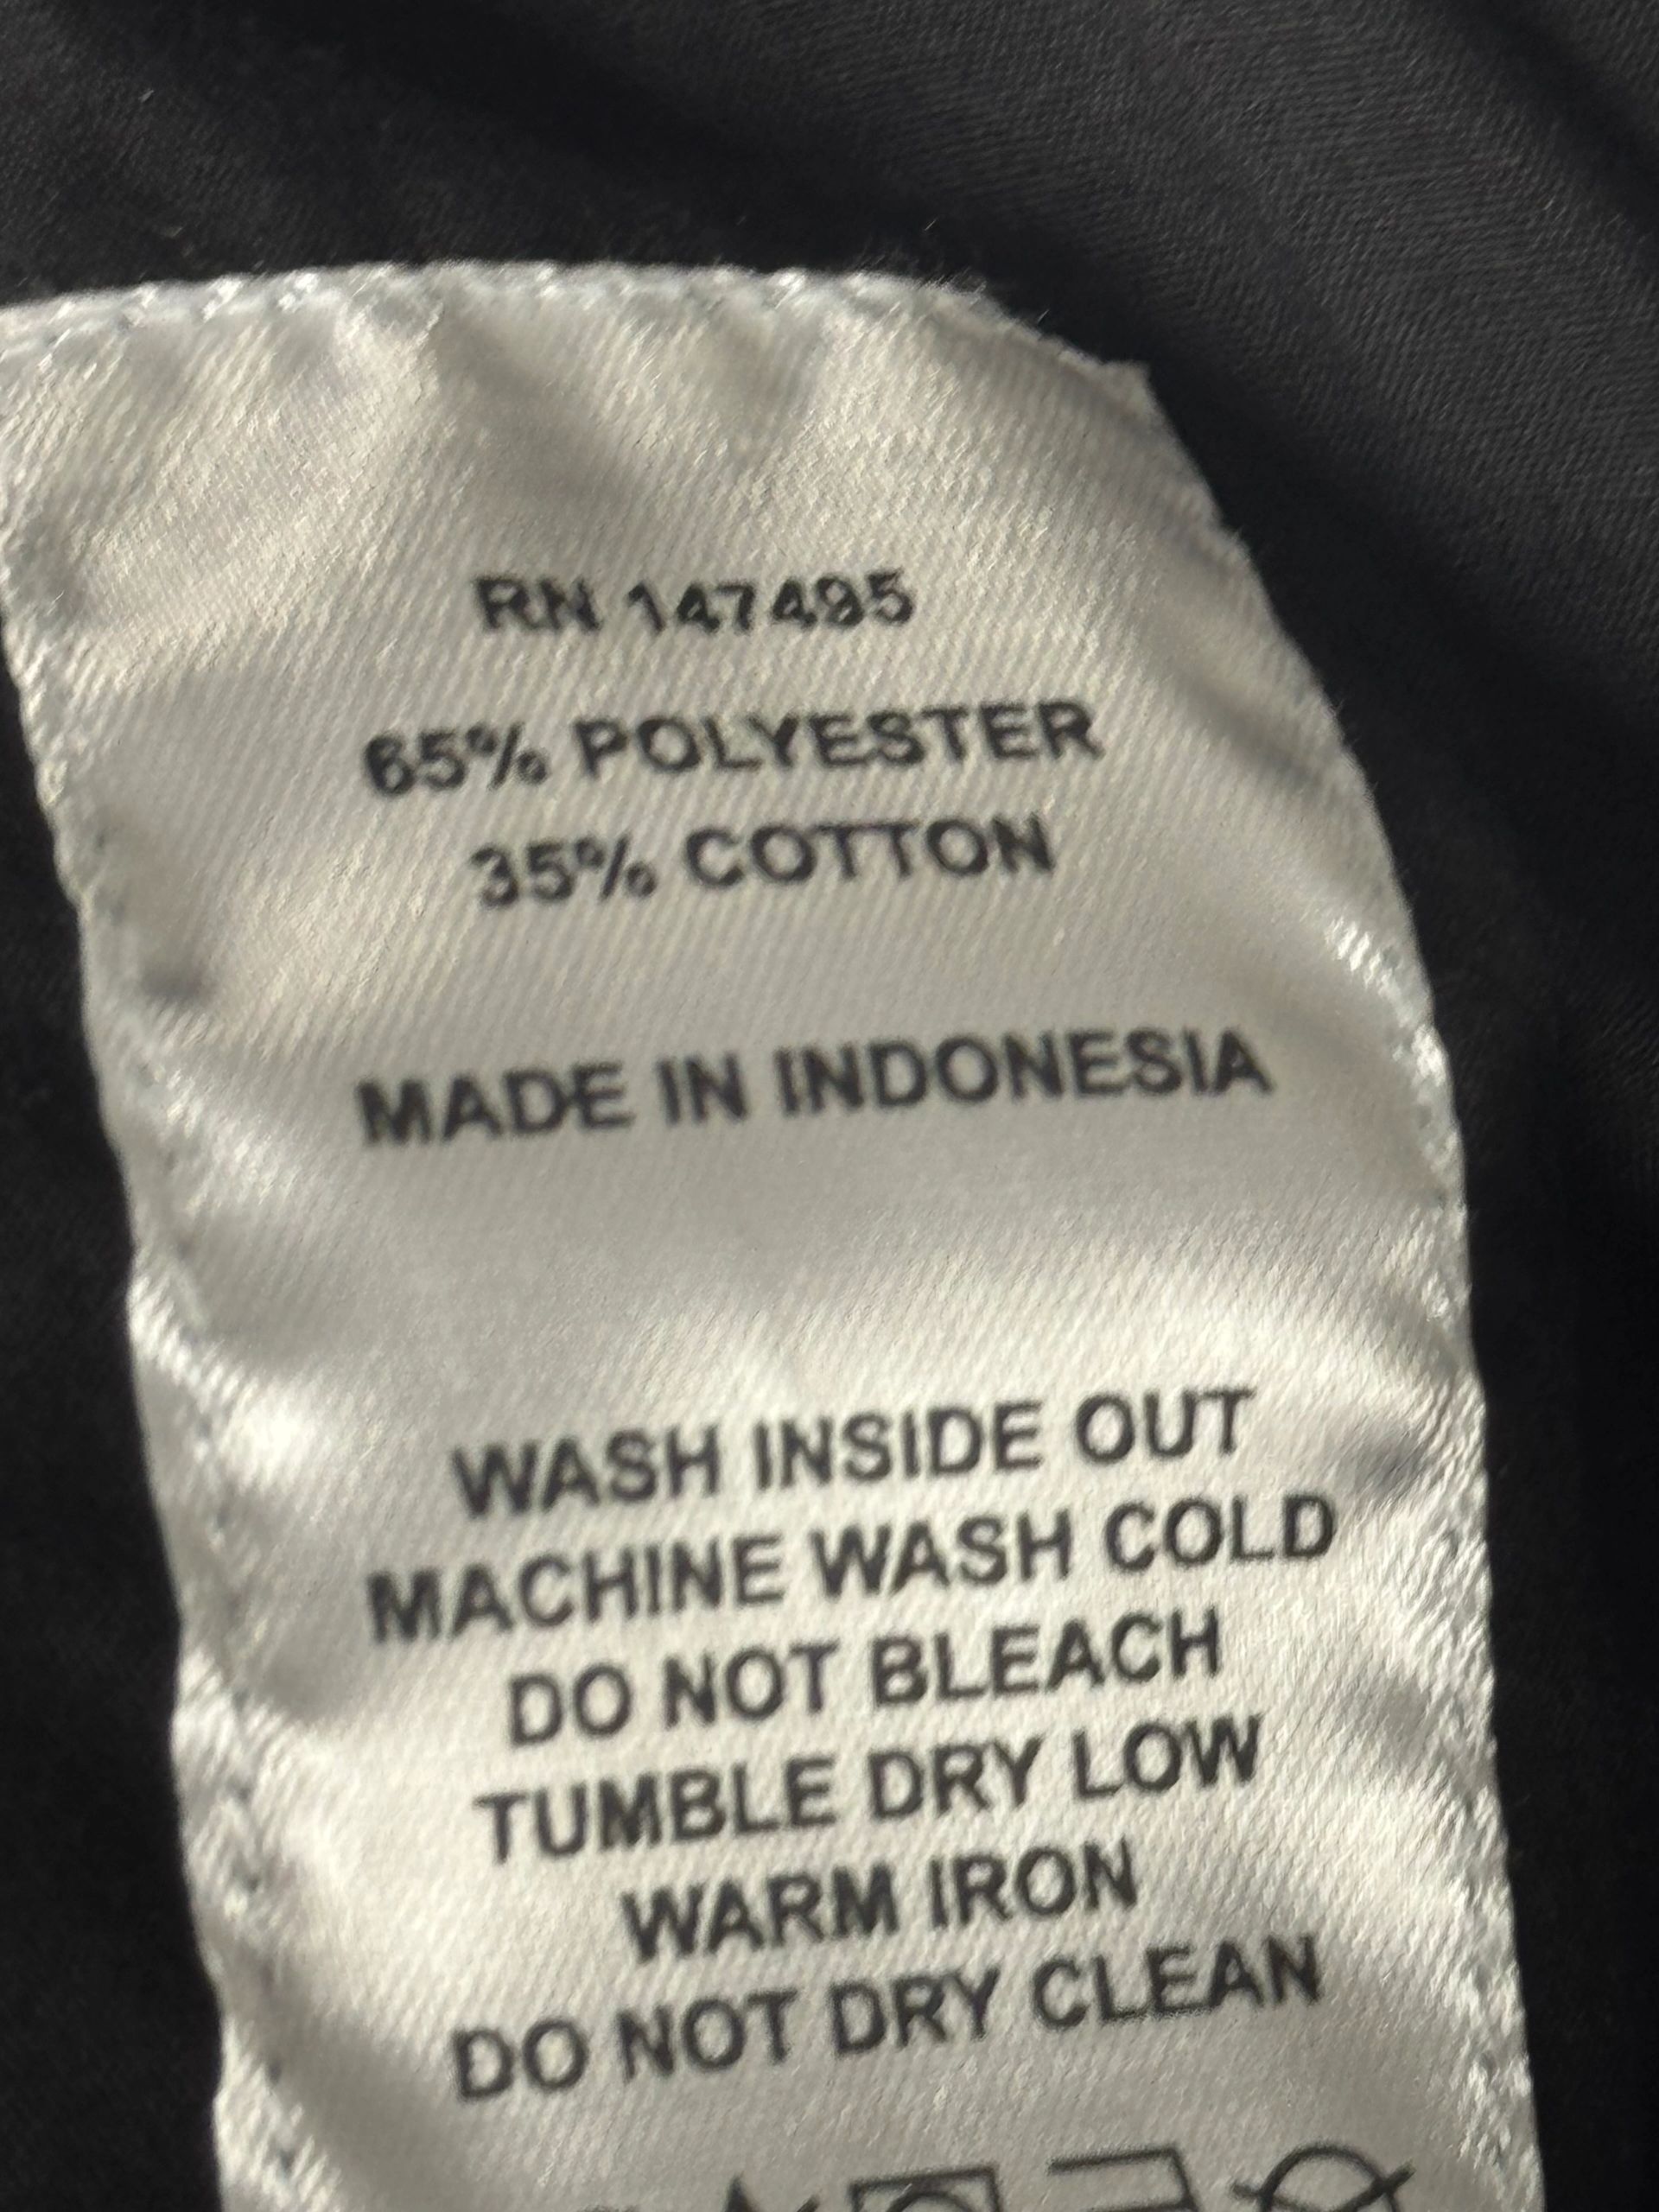 RN 147495
65% POLYESTER
35% COTTON
MADE IN INDONESIA
WASH INSIDE OUT
MACHINE WASH COLD
DO NOT BLEACH
TUMBLE DRY LOW
WARM IRON
DO NOT DRY CLEAN